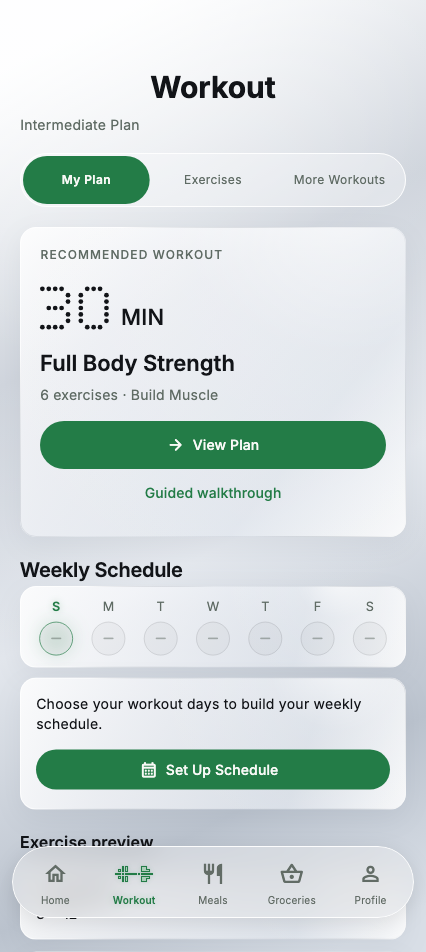 Workout
Intermediate Plan
My Plan Exercises More Workouts
RECOMMENDED WORKOUT
30 MIN
Full Body Strength
6 exercises · Build Muscle
→ View Plan
Guided walkthrough
Weekly Schedule
S M T W T F S
– – – – – – –
Choose your workout days to build your weekly
schedule.
Set Up Schedule
Exercise preview
Home Workout Meals Groceries Profile